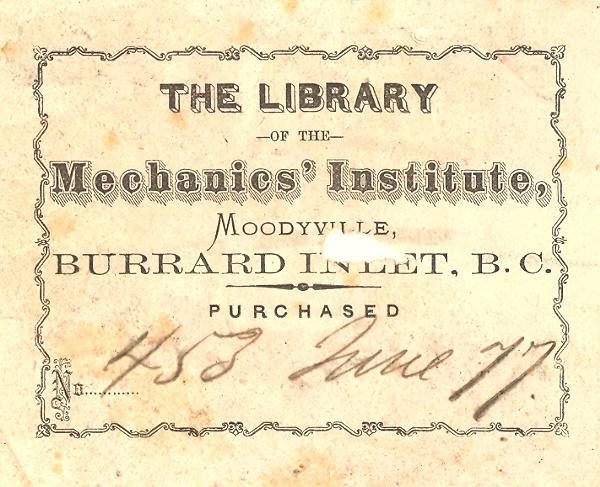 THE LIBRARY
—OF THE—
Mechanics' Institute,
MOODYVILLE,
BURRARD INLET, B. C.
PURCHASED
No. 453 June 77